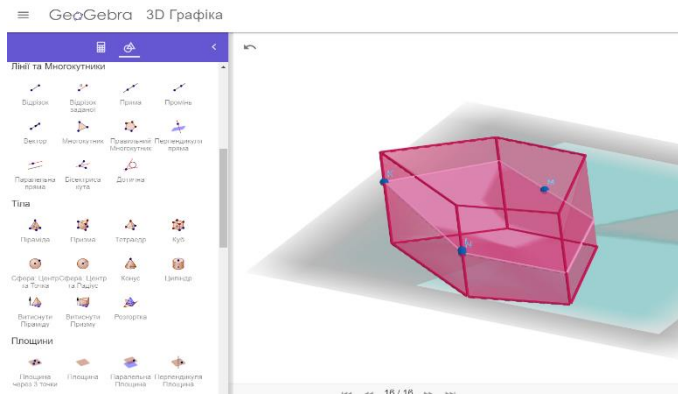 GeoGebra 3D Графіка
Лінії та Многокутники
Відрізок Відрізок заданої Пряма Промінь
Вектор Многокутник Правильний Многокутник Перпендикуля пряма
Паралельна пряма Бісектриса кута Дотична
Тіла
Піраміда Призма Тетраедр Куб
Сфера: Центр та Точка Сфера: Центр та Радіус Конус Циліндр
Витиснути Піраміду Витиснути Призму Розгортка
Площини
Площина через 3 точки Площина Паралельна Площина Перпендикуля Площина
16 / 16